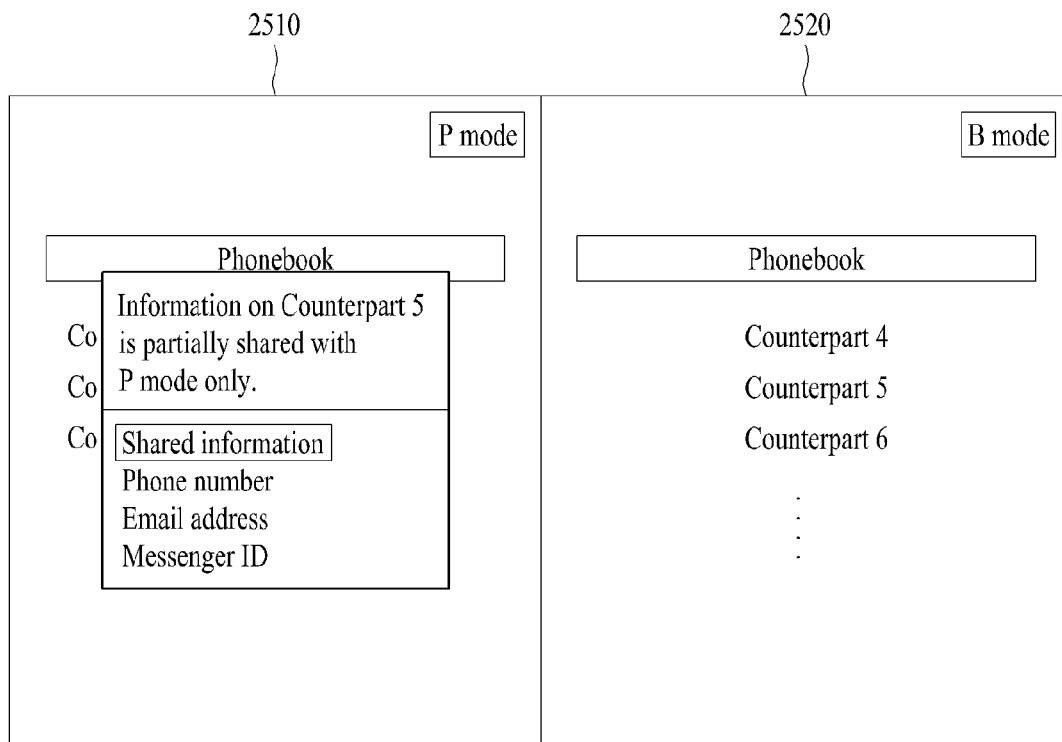 2510
2520
P mode
B mode
Phonebook
Phonebook
Information on Counterpart 5
is partially shared with
P mode only.
Co
Co
Co
Shared information
Phone number
Email address
Messenger ID
Counterpart 4
Counterpart 5
Counterpart 6